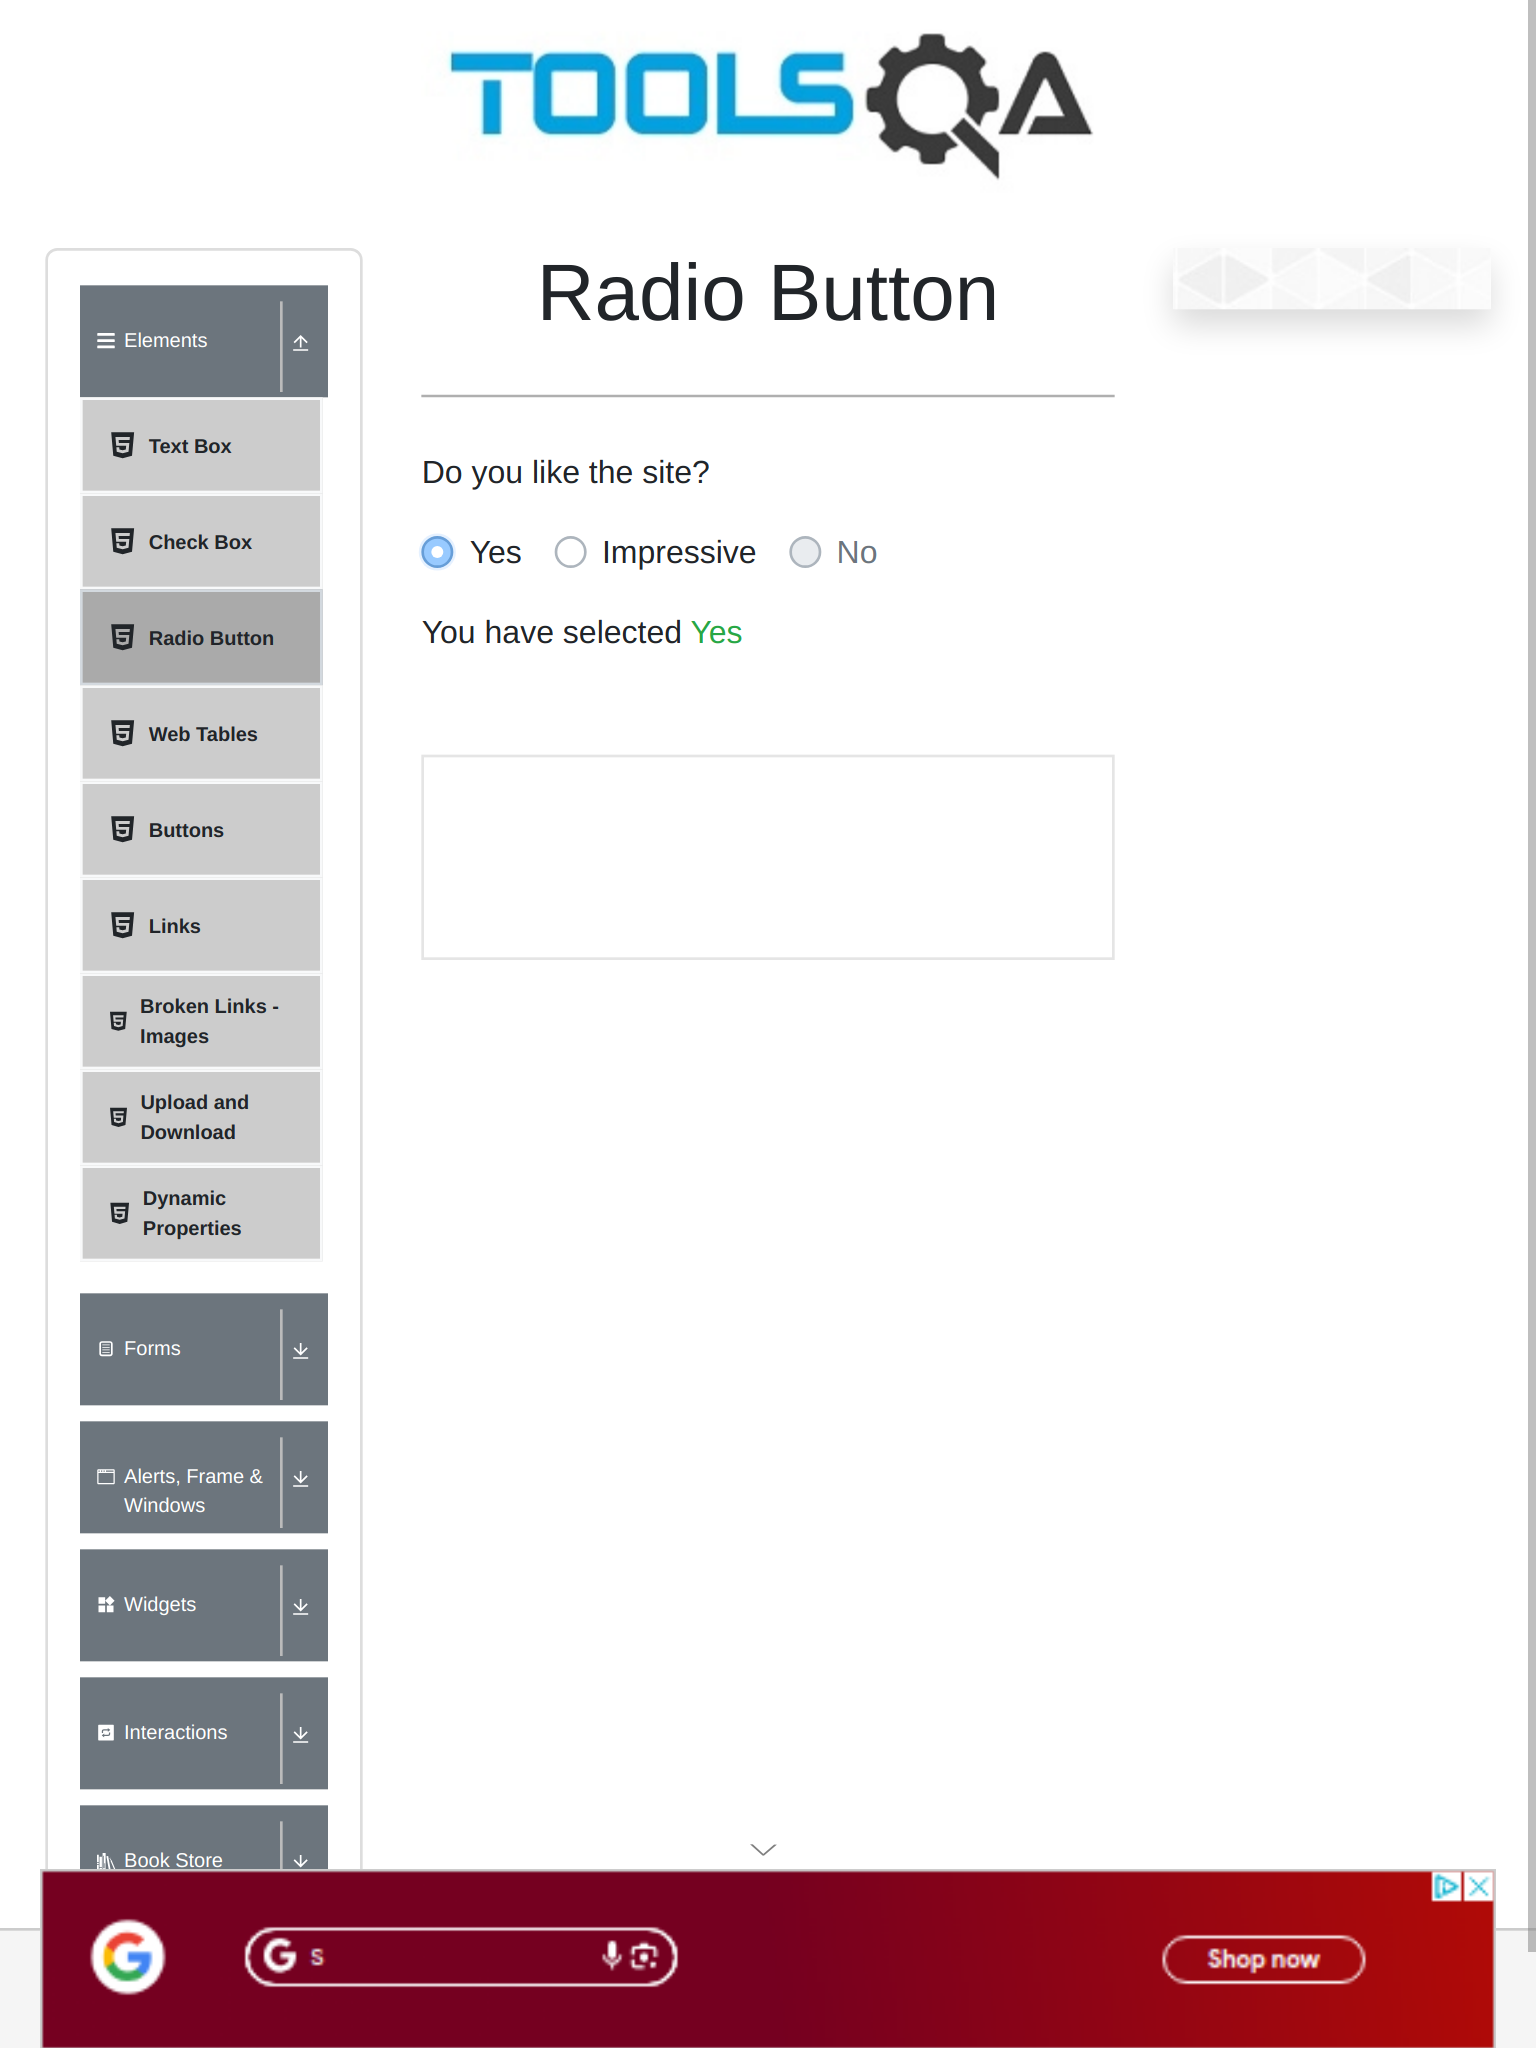 TOOLSQA
Radio Button
Elements
Text Box
Check Box
Radio Button
Web Tables
Buttons
Links
Broken Links -
Images
Upload and
Download
Dynamic
Properties
Forms
Alerts, Frame &
Windows
Widgets
Interactions
Book Store
Do you like the site?
Yes
Impressive
No
You have selected Yes
G
G s
Shop now